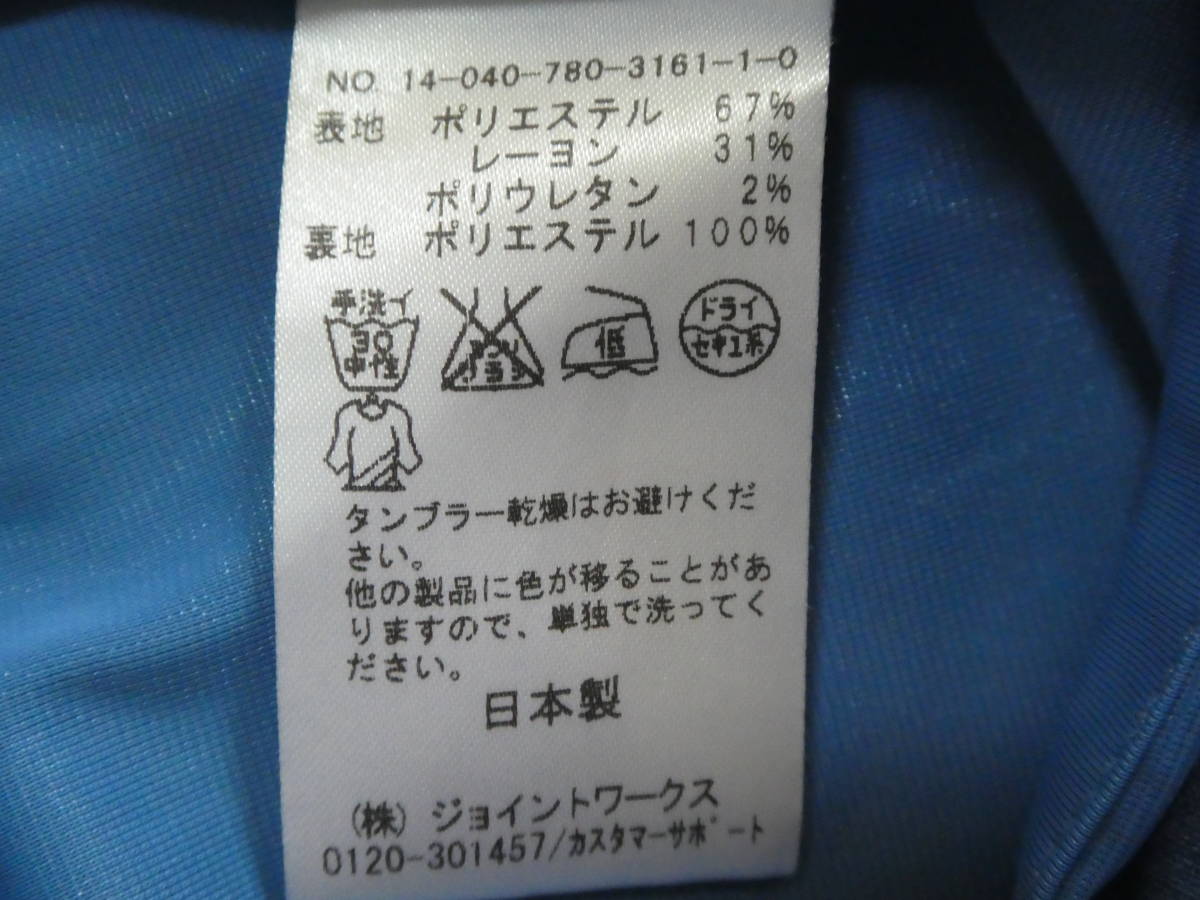 NO. 14-040-780-3161-1-0
表地 ポリエステル 67%
レーヨン 31%
ポリウレタン 2%
裏地 ポリエステル 100%
手洗イ
30
中性
エンソ
サラシ
低
ドライ
セキユ系
タンブラー乾燥はお避けくだ
さい。
他の製品に色が移ることがあ
りますので、単独で洗ってく
ださい。
日本製
(株) ジョイントワークス
0120-301457/カスタマーサポート